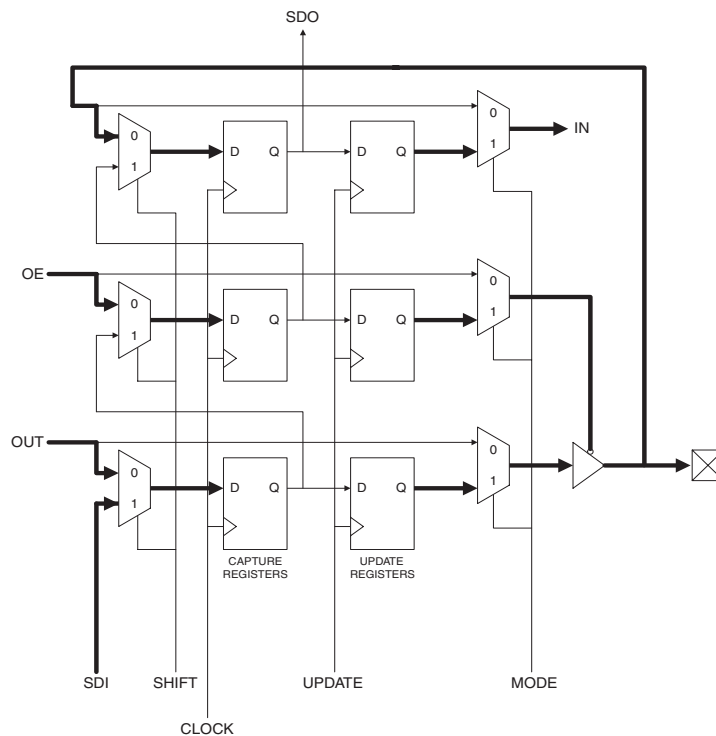 SDO
0
1
D Q
D Q
0
1
IN
OE
0
1
D Q
D Q
0
1
OUT
0
1
D Q
D Q
0
1
CAPTURE
REGISTERS
UPDATE
REGISTERS
SDI
SHIFT
UPDATE
MODE
CLOCK